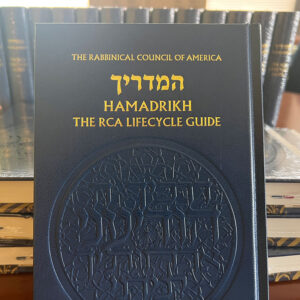 THE RABBINICAL COUNCIL OF AMERICA
המדריך
HAMADRIKH
THE RCA LIFECYCLE GUIDE